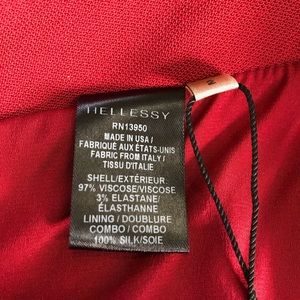 HELLESSY
RN13950
MADE IN USA /
FABRIQUÉ AUX ÉTATS-UNIS
FABRIC FROM ITALY /
TISSU D'ITALIE
SHELL/EXTÉRIEUR
97% VISCOSE/VISCOSE
3% ELASTANE/
ÉLASTHANNE
LINING / DOUBLURE
COMBO / COMBO
100% SILK/SOIE